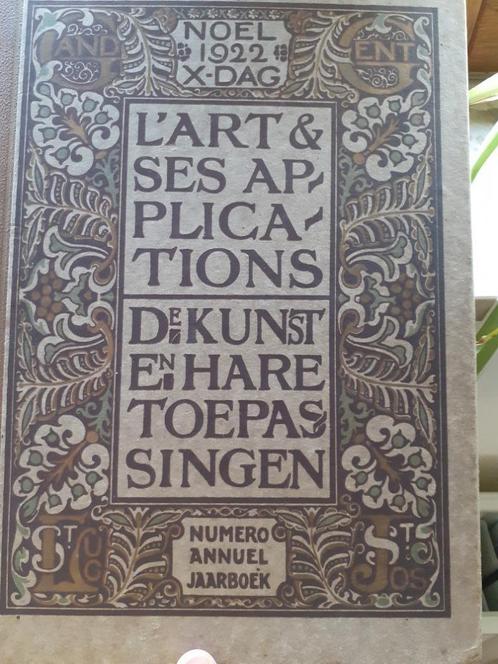 GAND
NOEL
1922
X-DAG
GENT
L'ART &
SES AP-
PLICA-
TIONS
DE KUNST
EN HARE
TOEPAS
SINGEN
ST LUC
NUMERO
ANNUEL
JAARBOEK
ST JOS